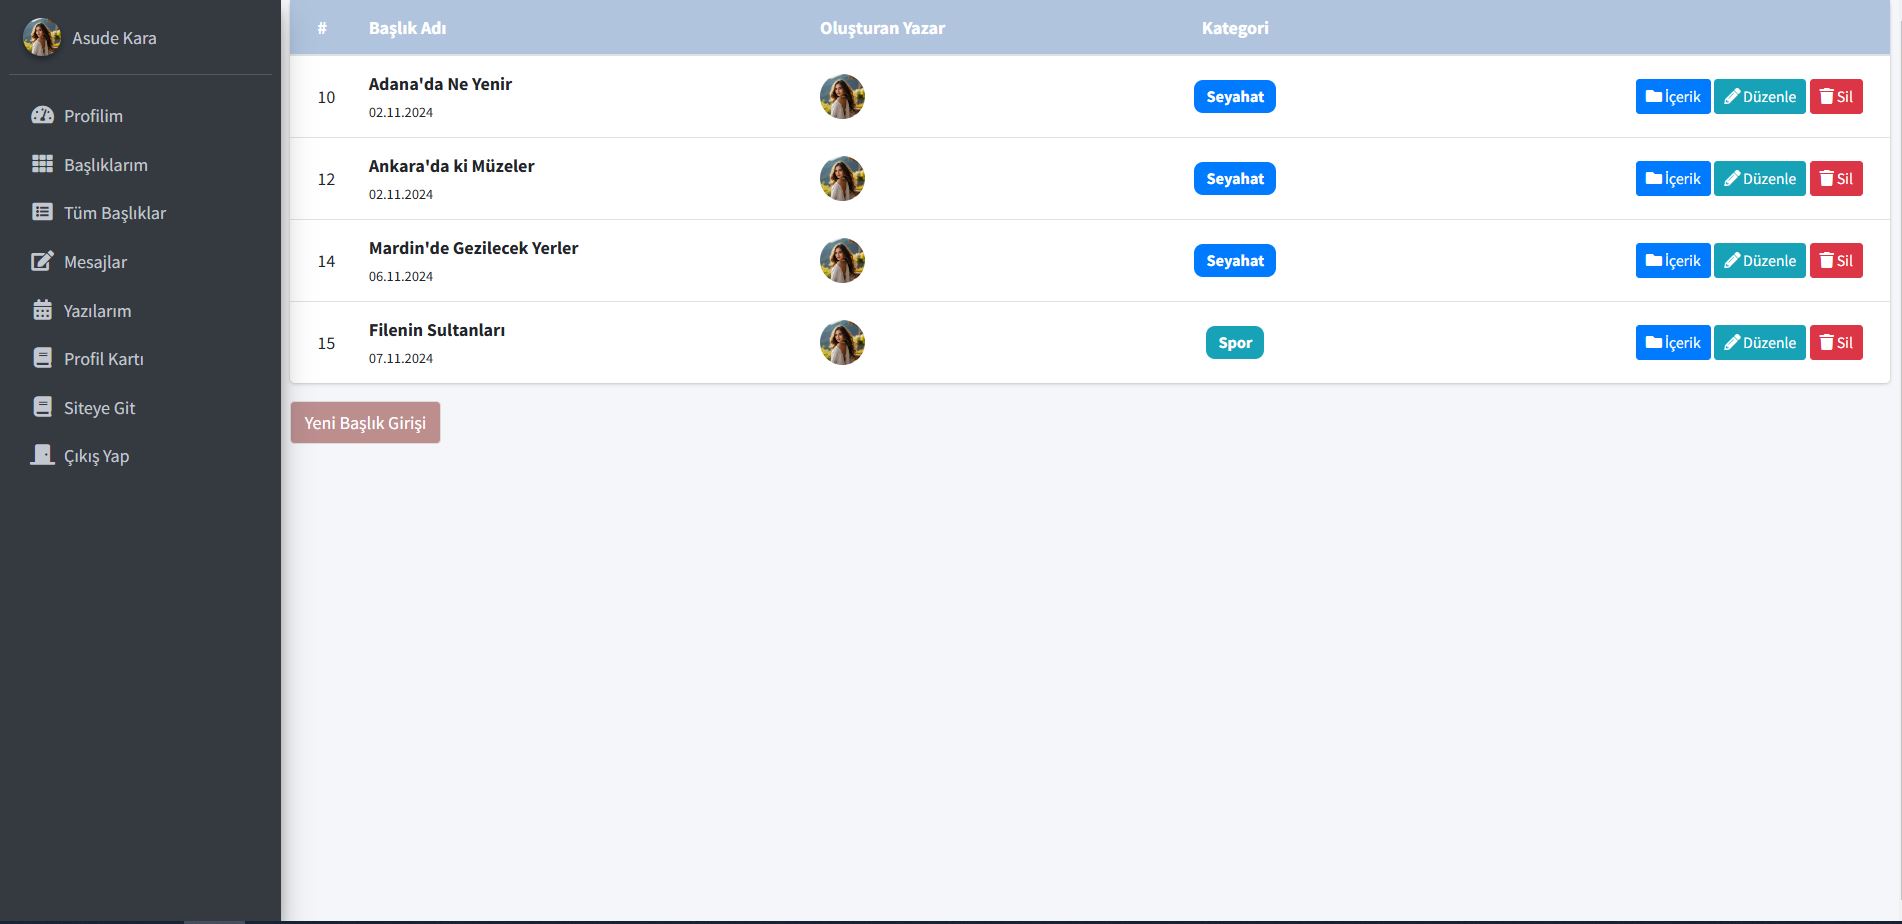 Asude Kara
Profilim
Başlıklarım
Tüm Başlıklar
Mesajlar
Yazılarım
Profil Kartı
Siteye Git
Çıkış Yap
# Başlık Adı Oluşturan Yazar Kategori
10 Adana'da Ne Yenir Seyahat İçerik Düzenle Sil
02.11.2024
12 Ankara'da ki Müzeler Seyahat İçerik Düzenle Sil
02.11.2024
14 Mardin'de Gezilecek Yerler Seyahat İçerik Düzenle Sil
06.11.2024
15 Filenin Sultanları Spor İçerik Düzenle Sil
07.11.2024
Yeni Başlık Girişi